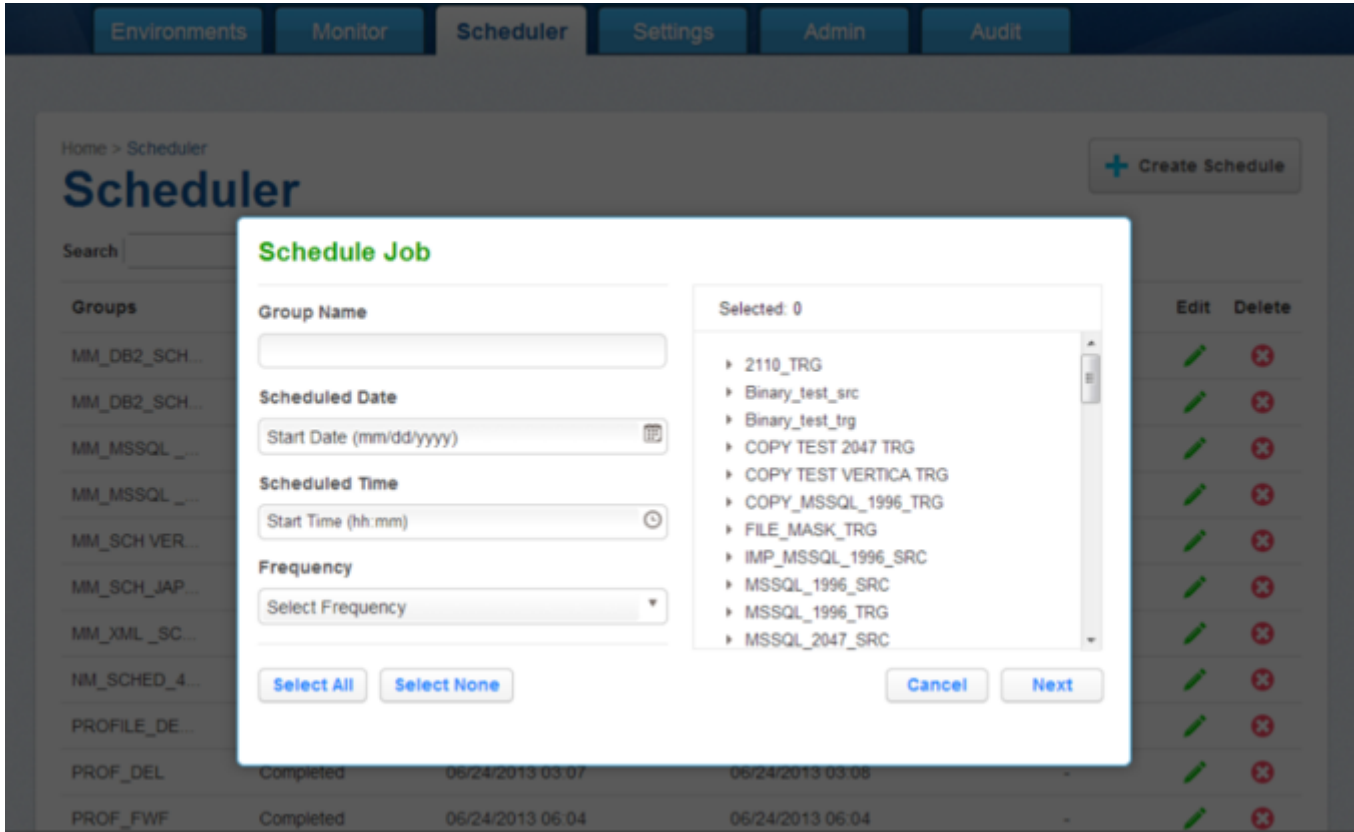 Environments Monitor Scheduler Settings Admin Audit
Home > Scheduler
Create Schedule
Scheduler
Search
Groups Edit Delete
MM_DB2_SCH...
MM_DB2_SCH...
MM_MSSQL _...
MM_MSSQL _...
MM_SCH VER...
MM_SCH_JAP...
MM_XML _SC...
NM_SCHED_4...
PROFILE_DE...
PROF_DEL Completed 06/24/2013 03:07 06/24/2013 03:08 -
PROF_FWF Completed 06/24/2013 06:04 06/24/2013 06:04 -
Schedule Job
Group Name
Scheduled Date
Start Date (mm/dd/yyyy)
Scheduled Time
Start Time (hh:mm)
Frequency
Select Frequency
Selected: 0
2110_TRG
Binary_test_src
Binary_test_trg
COPY TEST 2047 TRG
COPY TEST VERTICA TRG
COPY_MSSQL_1996_TRG
FILE_MASK_TRG
IMP_MSSQL_1996_SRC
MSSQL_1996_SRC
MSSQL_1996_TRG
MSSQL_2047_SRC
Select All Select None Cancel Next